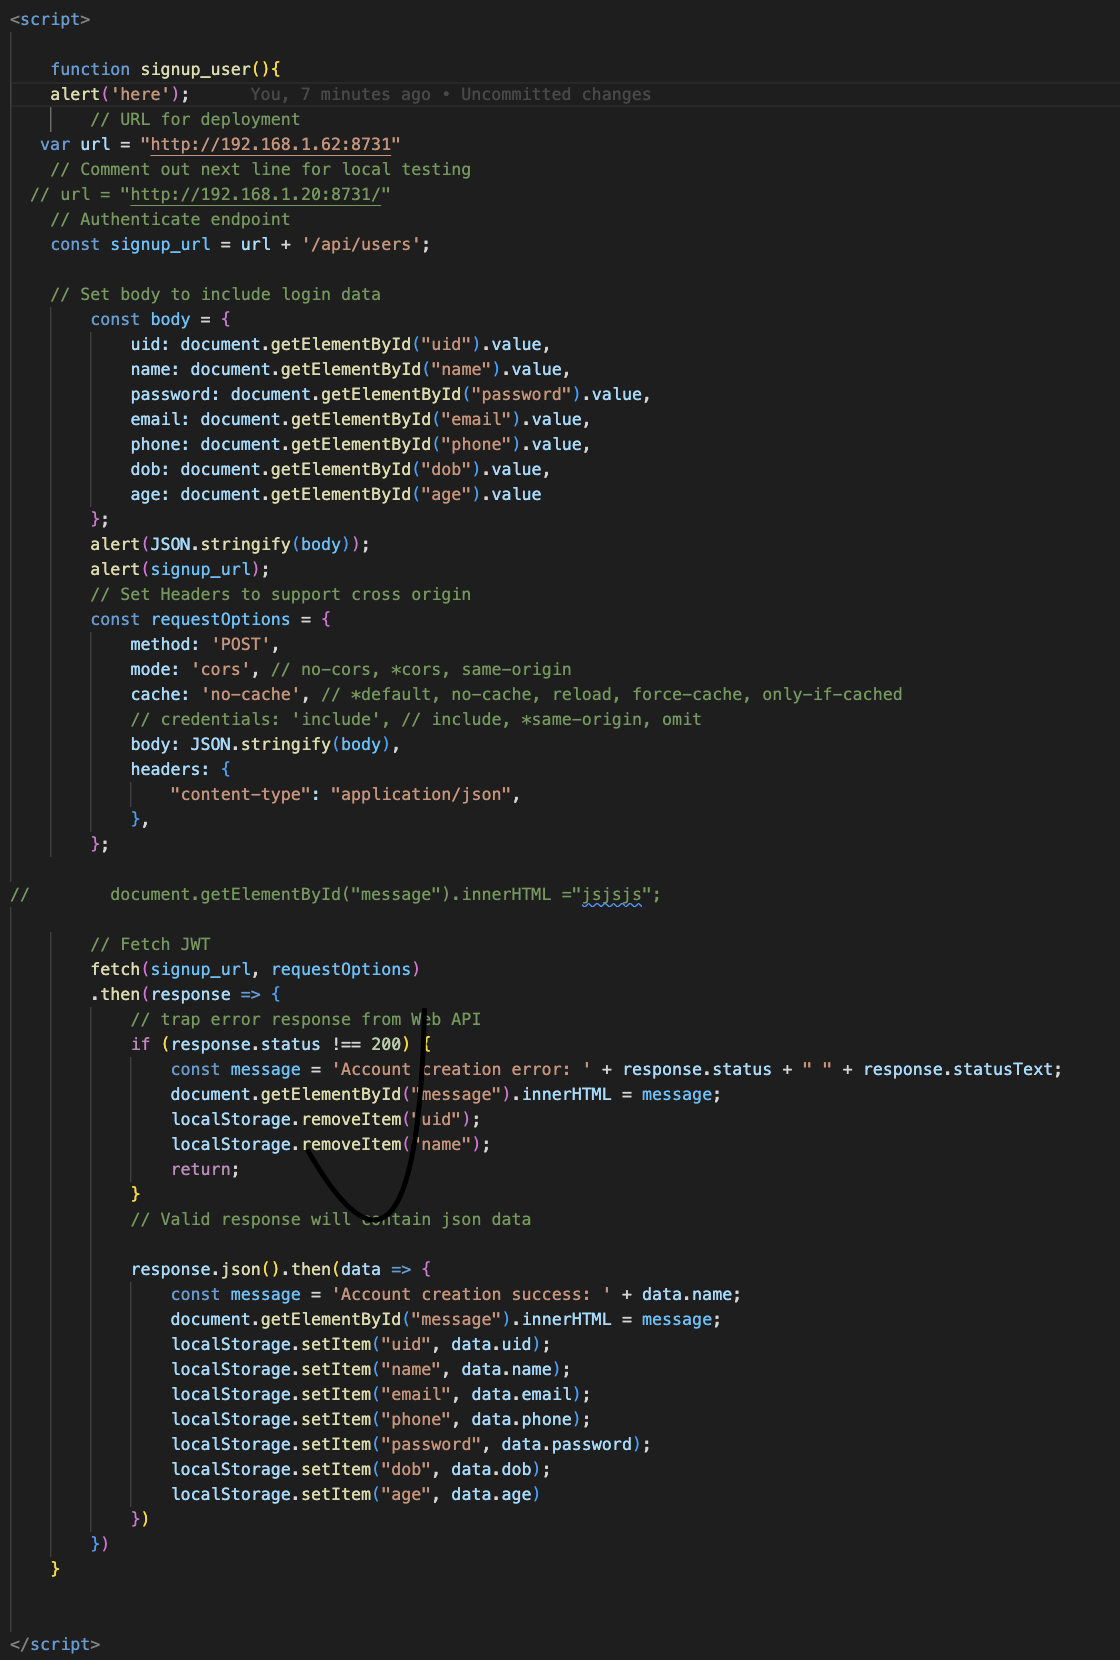 <script>
function signup_user(){
alert('here');      You, 7 minutes ago • Uncommitted changes
// URL for deployment
var url = "http://192.168.1.62:8731"
// Comment out next line for local testing
// url = "http://192.168.1.20:8731/"
// Authenticate endpoint
const signup_url = url + '/api/users';
// Set body to include login data
const body = {
uid: document.getElementById("uid").value,
name: document.getElementById("name").value,
password: document.getElementById("password").value,
email: document.getElementById("email").value,
phone: document.getElementById("phone").value,
dob: document.getElementById("dob").value,
age: document.getElementById("age").value
};
alert(JSON.stringify(body));
alert(signup_url);
// Set Headers to support cross origin
const requestOptions = {
method: 'POST',
mode: 'cors', // no-cors, *cors, same-origin
cache: 'no-cache', // *default, no-cache, reload, force-cache, only-if-cached
// credentials: 'include', // include, *same-origin, omit
body: JSON.stringify(body),
headers: {
"content-type": "application/json",
},
};
//        document.getElementById("message").innerHTML ="jsjsjs";
// Fetch JWT
fetch(signup_url, requestOptions)
.then(response => {
// trap error response from Web API
if (response.status !== 200) {
const message = 'Account creation error: ' + response.status + " " + response.statusText;
document.getElementById("message").innerHTML = message;
localStorage.removeItem("uid");
localStorage.removeItem("name");
return;
}
// Valid response will contain json data
response.json().then(data => {
const message = 'Account creation success: ' + data.name;
document.getElementById("message").innerHTML = message;
localStorage.setItem("uid", data.uid);
localStorage.setItem("name", data.name);
localStorage.setItem("email", data.email);
localStorage.setItem("phone", data.phone);
localStorage.setItem("password", data.password);
localStorage.setItem("dob", data.dob);
localStorage.setItem("age", data.age)
})
})
}
</script>